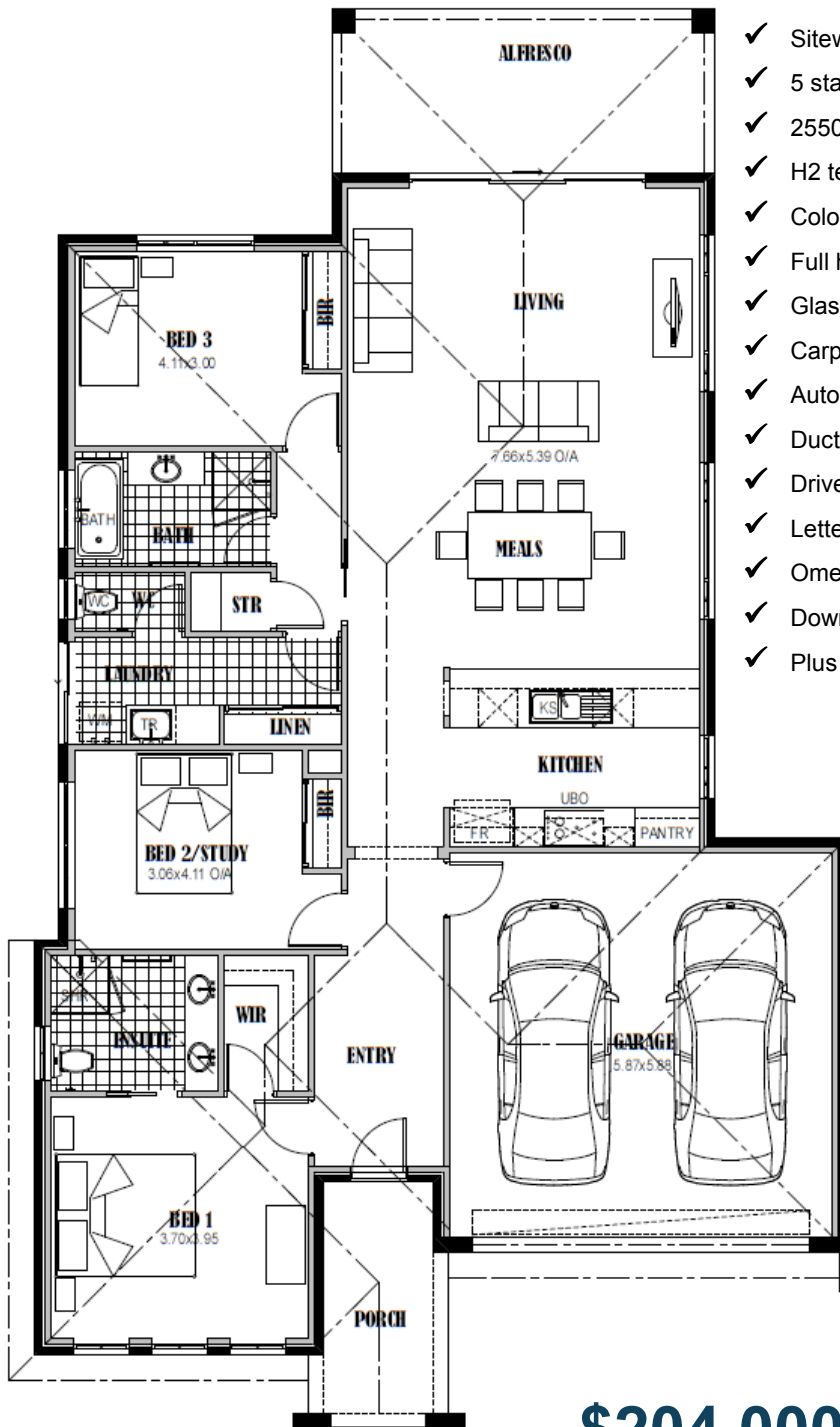 ALFRESCO
LIVING
BED 3
4.11x3.00
BIR
7.66x5.39 O/A
MEALS
BATH
BATH
WC
WC
STR
LAUNDRY
WM
TR
LINEN
KS
KITCHEN
UBO
FR
PANTRY
BIR
BED 2/STUDY
3.06x4.11 O/A
SHR
ENSUITE
WIR
ENTRY
GARAGE
5.87x5.88
BED 1
3.70x3.95
PORCH
✓ Sitew
✓ 5 sta
✓ 2550
✓ H2 te
✓ Colo
✓ Full h
✓ Glas
✓ Carp
✓ Auto
✓ Duct
✓ Drive
✓ Lette
✓ Ome
✓ Down
✓ Plus
$204,000